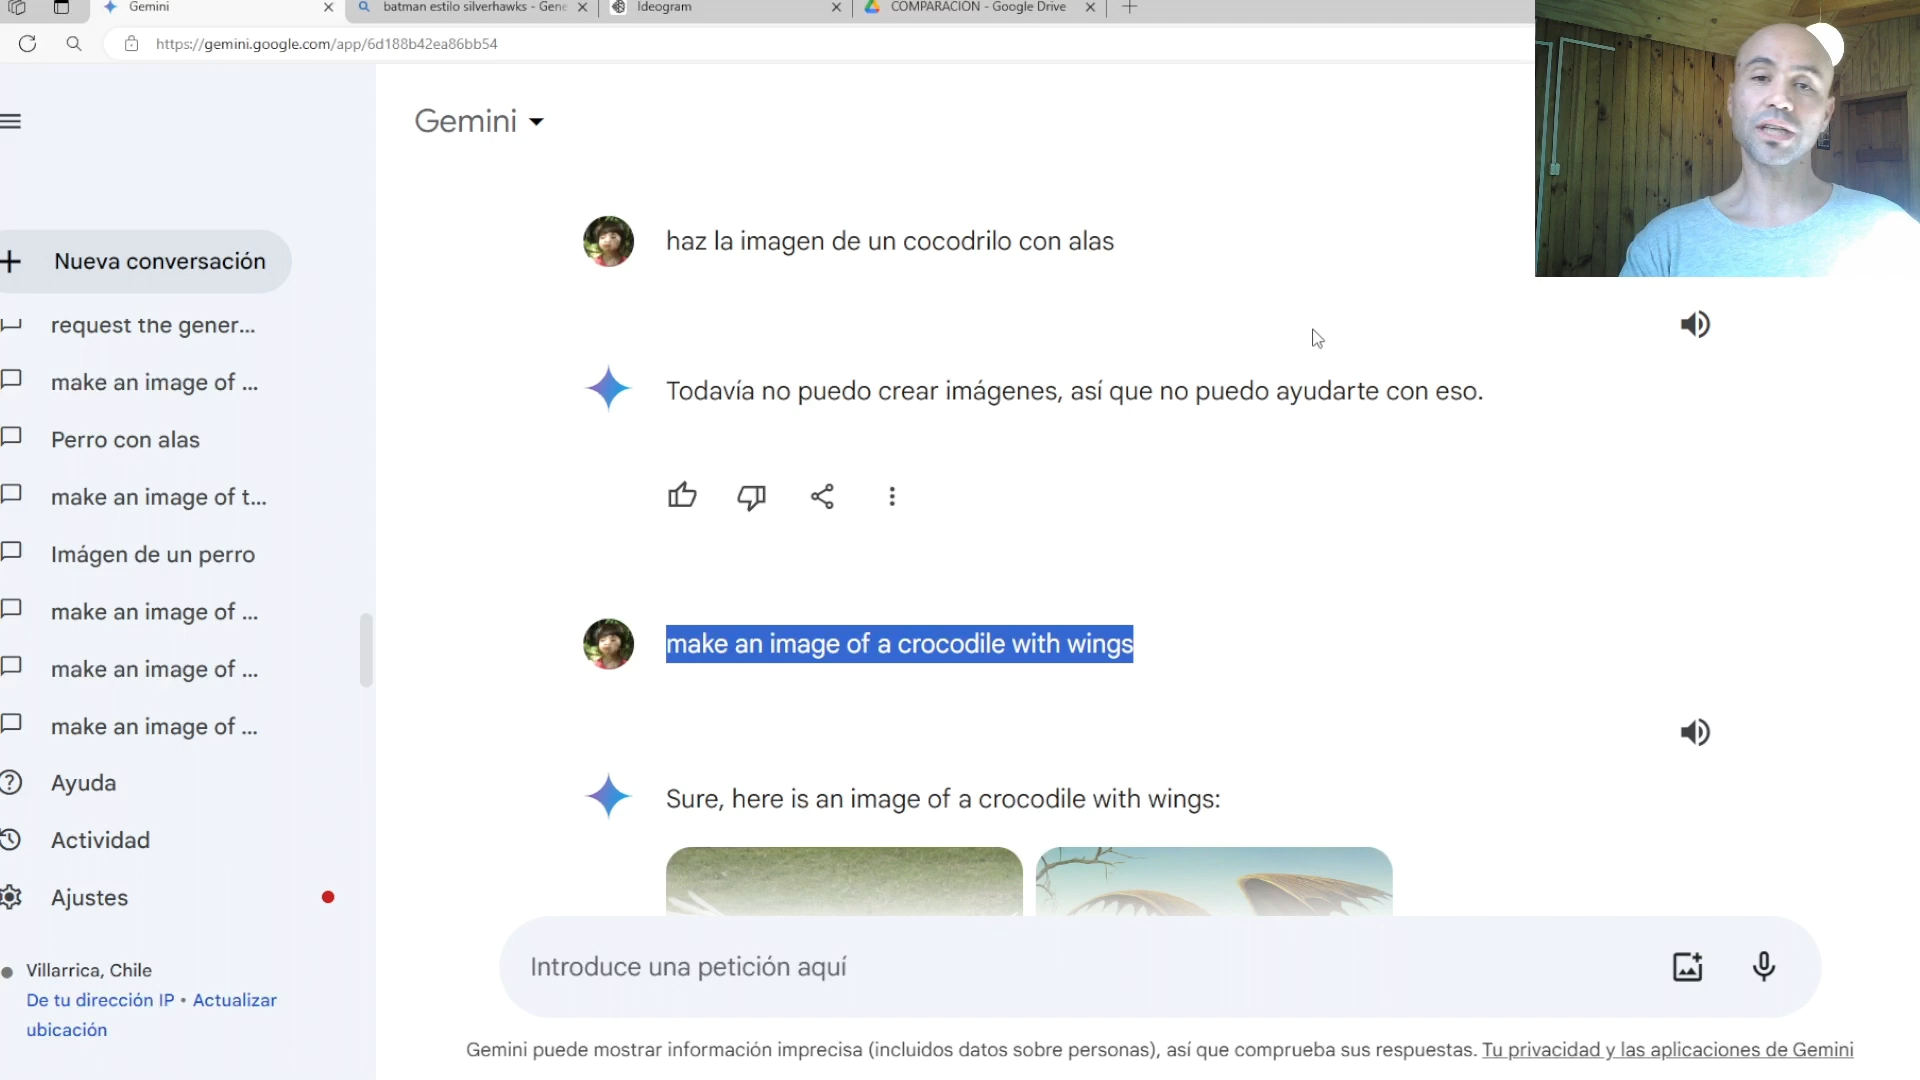 Gemini
batman estilo silverhawks - Gene
Ideogram
COMPARACION - Google Drive
https://gemini.google.com/app/6d188b42ea86bb54
Gemini
Nueva conversación
request the gener...
make an image of ...
Perro con alas
make an image of t...
Imágen de un perro
make an image of ...
make an image of ...
make an image of ...
Ayuda
Actividad
Ajustes
Villarrica, Chile
De tu dirección IP • Actualizar
ubicación
haz la imagen de un cocodrilo con alas
Todavía no puedo crear imágenes, así que no puedo ayudarte con eso.
make an image of a crocodile with wings
Sure, here is an image of a crocodile with wings:
Introduce una petición aquí
Gemini puede mostrar información imprecisa (incluidos datos sobre personas), así que comprueba sus respuestas. Tu privacidad y las aplicaciones de Gemini